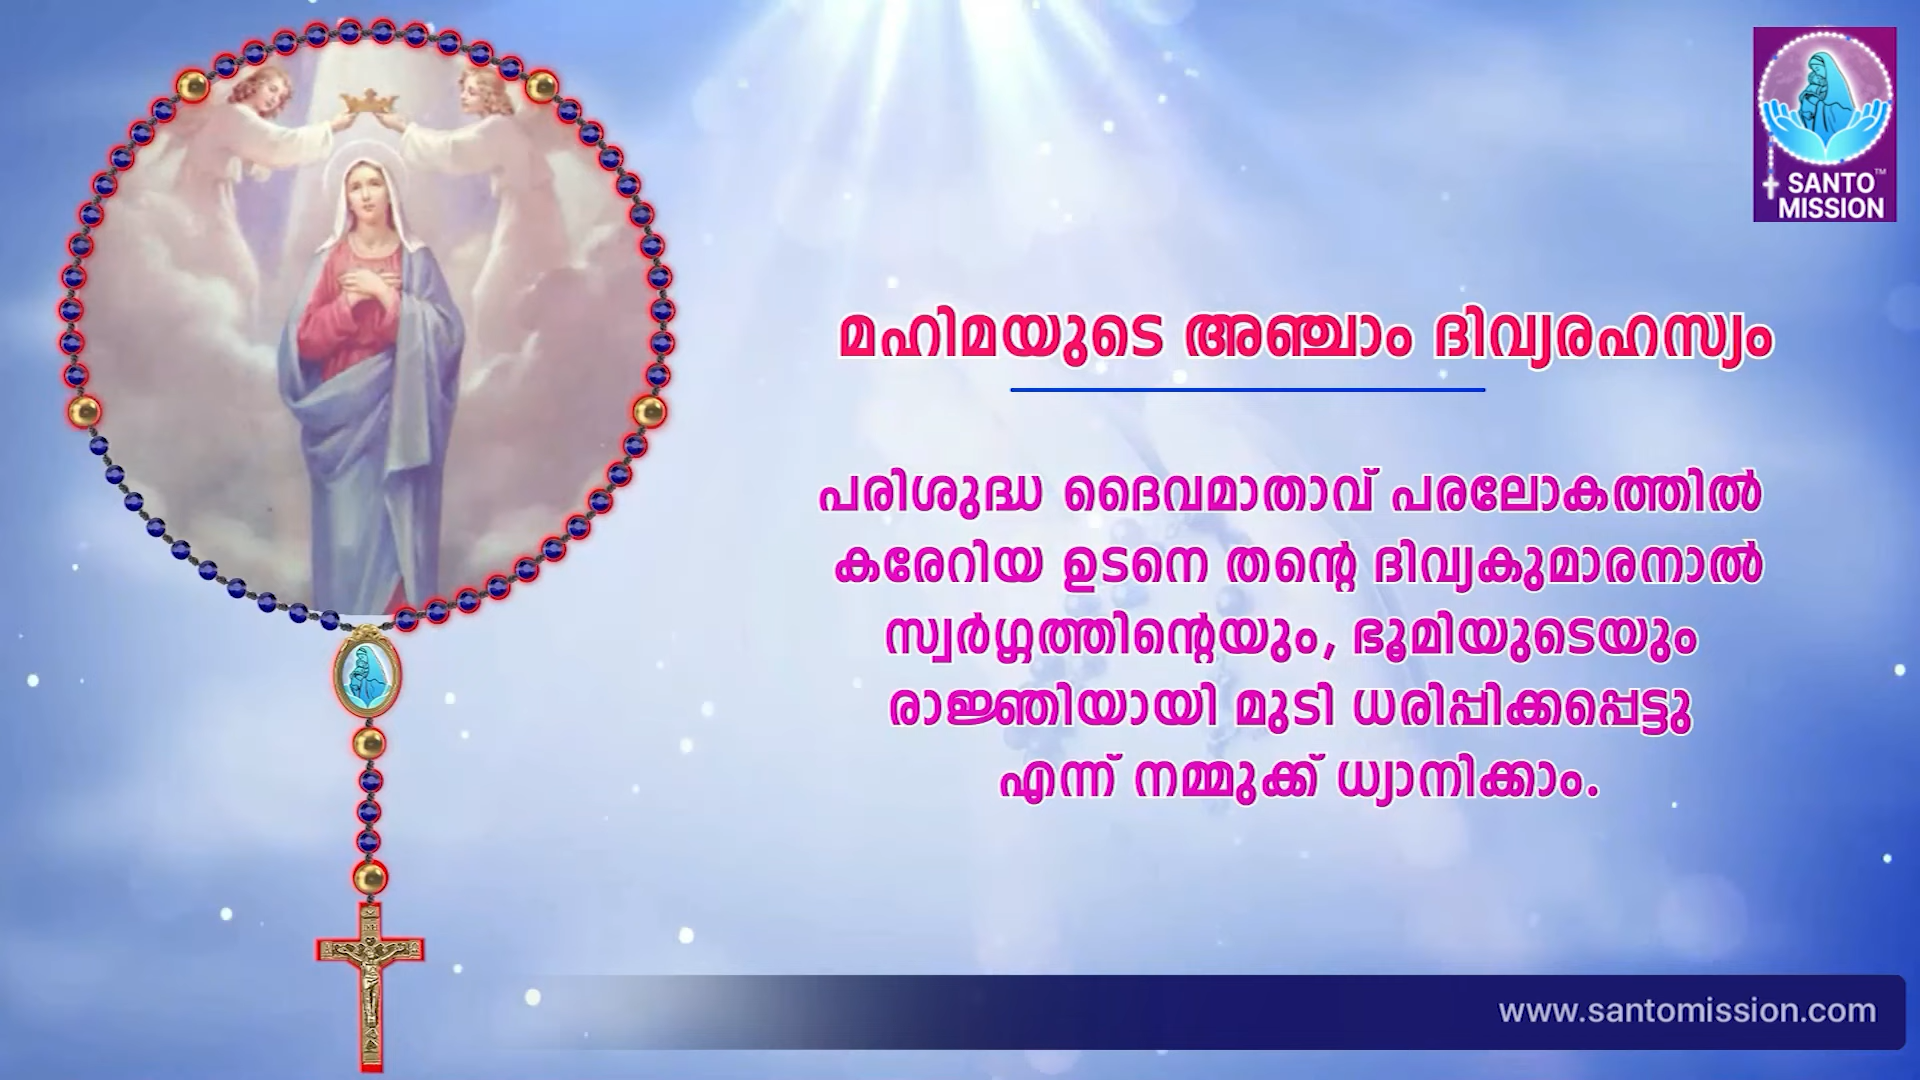 SANTO™
MISSION
മഹിമയുടെ അഞ്ചാം ദിവ്യരഹസ്യം
പരിശുദ്ധ ദൈവമാതാവ് പരലോകത്തിൽ
കരേറിയ ഉടനെ തന്റെ ദിവ്യകുമാരനാൽ
സ്വർഗ്ഗത്തിന്റെയും, ഭൂമിയുടെയും
രാജ്ഞിയായി മുടി ധരിപ്പിക്കപ്പെട്ടു
എന്ന് നമ്മുക്ക് ധ്യാനിക്കാം.
www.santomission.com